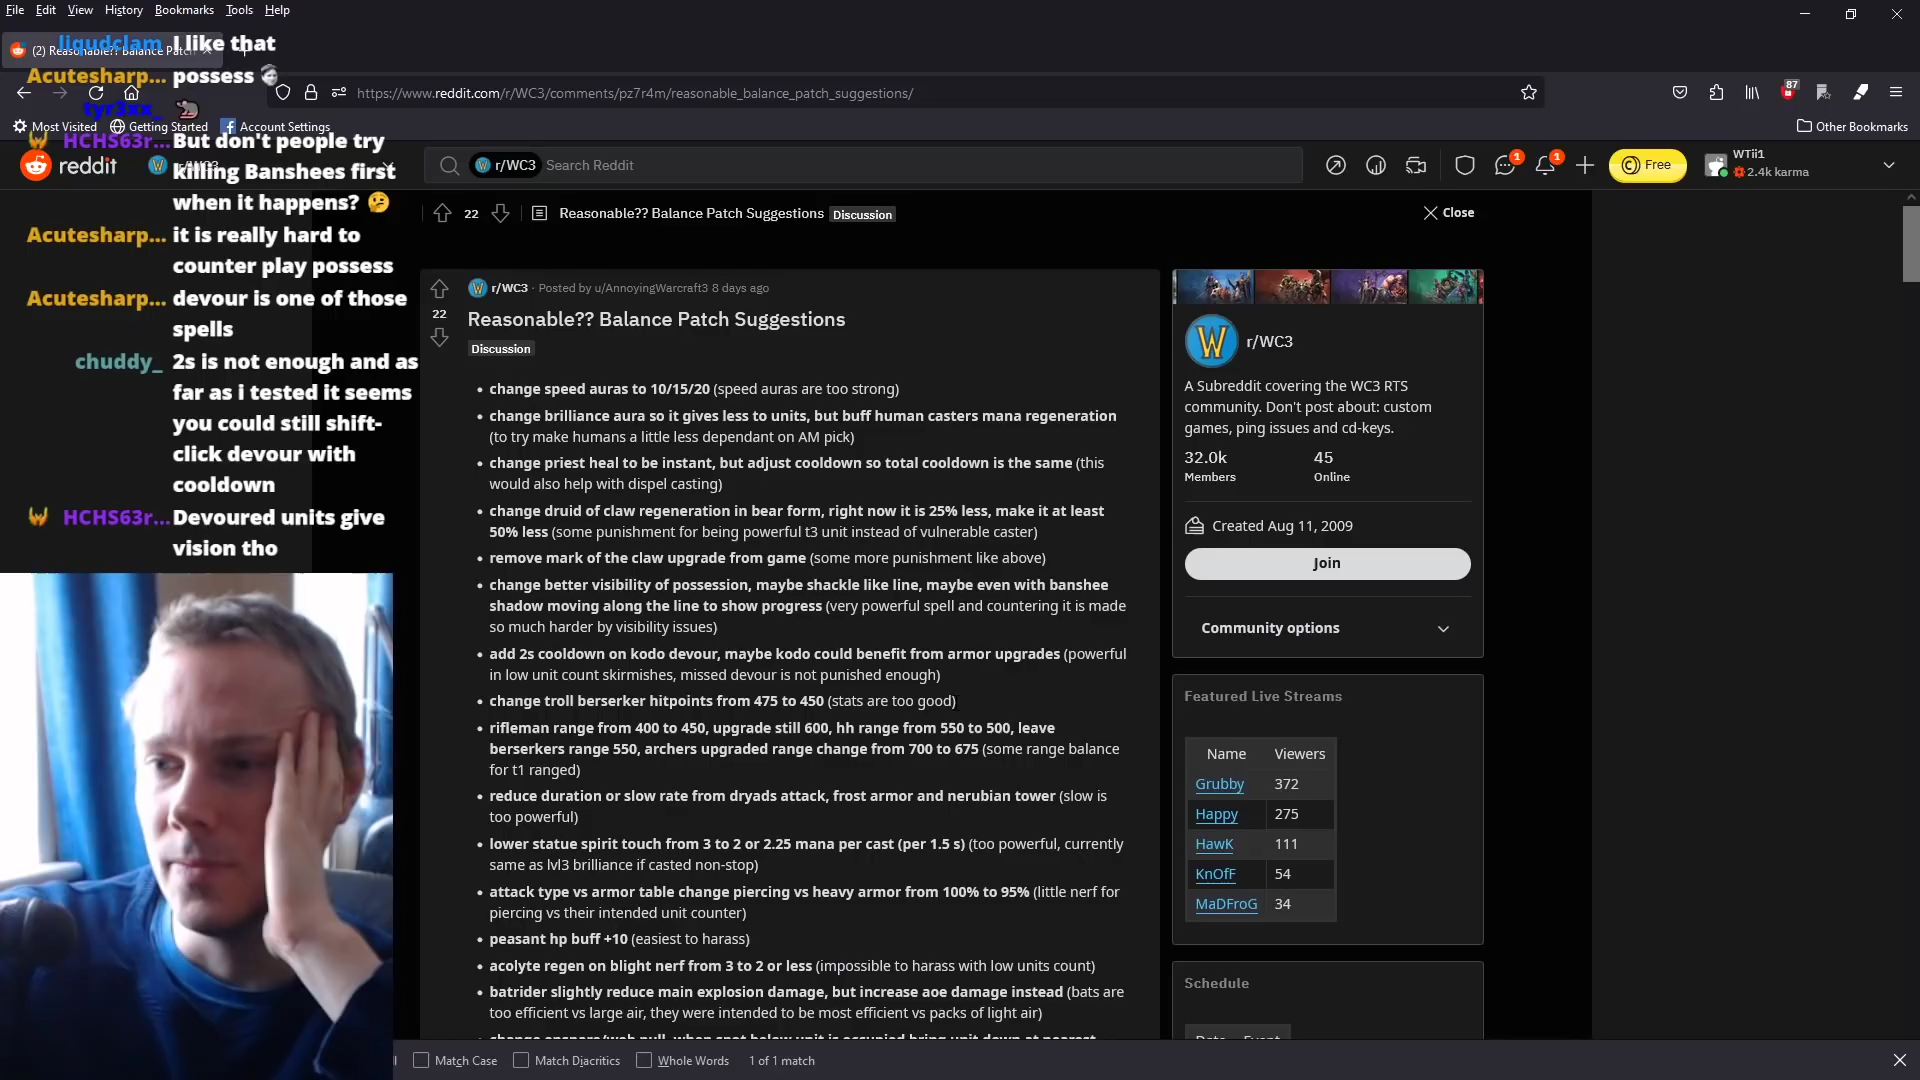 File Edit View History Bookmarks Tools Help
(2) Reasonable?? Balance Patch
liqudclam I like that
Acutesharp... possess
tyr3xx_
HCHS63r... But don't people try
killing Banshees first
when it happens?
Acutesharp... it is really hard to
counter play possess
Acutesharp... devour is one of those
spells
chuddy_ 2s is not enough and as
far as i tested it seems
you could still shift-
click devour with
cooldown
HCHS63r... Devoured units give
vision tho
https://www.reddit.com/r/WC3/comments/pz7r4m/reasonable_balance_patch_suggestions/
87
Most Visited Getting Started Account Settings
Other Bookmarks
reddit
r/WC3 Search Reddit
1 1
Free
WTii1
2.4k karma
22 Reasonable?? Balance Patch Suggestions Discussion
Close
r/WC3 · Posted by u/AnnoyingWarcraft3 8 days ago
22
Reasonable?? Balance Patch Suggestions
Discussion
• change speed auras to 10/15/20 (speed auras are too strong)
• change brilliance aura so it gives less to units, but buff human casters mana regeneration
(to try make humans a little less dependant on AM pick)
• change priest heal to be instant, but adjust cooldown so total cooldown is the same (this
would also help with dispel casting)
• change druid of claw regeneration in bear form, right now it is 25% less, make it at least
50% less (some punishment for being powerful t3 unit instead of vulnerable caster)
• remove mark of the claw upgrade from game (some more punishment like above)
• change better visibility of possession, maybe shackle like line, maybe even with banshee
shadow moving along the line to show progress (very powerful spell and countering it is made
so much harder by visibility issues)
• add 2s cooldown on kodo devour, maybe kodo could benefit from armor upgrades (powerful
in low unit count skirmishes, missed devour is not punished enough)
• change troll berserker hitpoints from 475 to 450 (stats are too good)
• rifleman range from 400 to 450, upgrade still 600, hh range from 550 to 500, leave
berserkers range 550, archers upgraded range change from 700 to 675 (some range balance
for t1 ranged)
• reduce duration or slow rate from dryads attack, frost armor and nerubian tower (slow is
too powerful)
• lower statue spirit touch from 3 to 2 or 2.25 mana per cast (per 1.5 s) (too powerful, currently
same as lvl3 brilliance if casted non-stop)
• attack type vs armor table change piercing vs heavy armor from 100% to 95% (little nerf for
piercing vs their intended unit counter)
• peasant hp buff +10 (easiest to harass)
• acolyte regen on blight nerf from 3 to 2 or less (impossible to harass with low units count)
• batrider slightly reduce main explosion damage, but increase aoe damage instead (bats are
too efficient vs large air, they were intended to be most efficient vs packs of light air)
• change ensnare/web pull, when spot below unit is occupied bring unit down at nearest
r/WC3
A Subreddit covering the WC3 RTS
community. Don't post about: custom
games, ping issues and cd-keys.
32.0k 45
Members Online
Created Aug 11, 2009
Join
Community options
Featured Live Streams
Name Viewers
Grubby 372
Happy 275
HawK 111
KnOfF 54
MaDFroG 34
Schedule
Date Event
Match Case Match Diacritics Whole Words 1 of 1 match